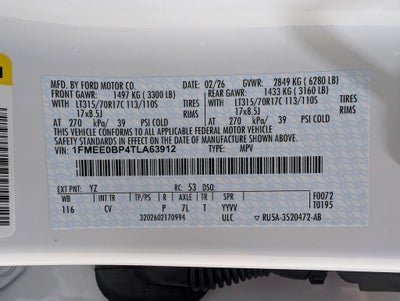 MFD. BY FORD MOTOR CO. 02/26 GVWR: 2849 KG ( 6280 LB)
FRONT GAWR: 1497 KG ( 3300 LB) REAR GAWR: 1433 KG ( 3160 LB)
WITH LT315/70R17C 113/110S TIRES WITH LT315/70R17C 113/110S TIRES
17x8.5J RIMS 17x8.5J RIMS
AT 270 kPa/ 39 PSI COLD AT 270 kPa/ 39 PSI COLD
THIS VEHICLE CONFORMS TO ALL APPLICABLE FEDERAL MOTOR VEHICLE
SAFETY STANDARDS IN EFFECT ON THE DATE OF MANUFACTURE SHOWN ABOVE.
VIN: 1FMEE0BP4TLA63912 TYPE: MPV
EXT PNT: YZ RC: 53 DSO:
WB INT TR TP/PS R AXLE TR SPR F0072
116 CV P 7L T YYVV T0195
3202602170994 ULC RU5A-3520472-AB